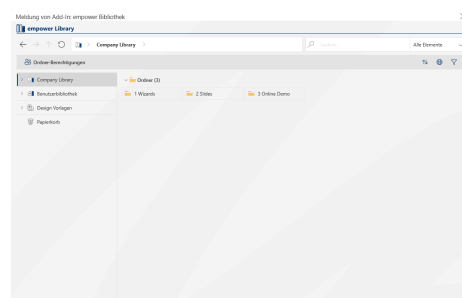 Meldung von Add-In: empower Bibliothek
empower Library
Company Library
Suchen...
Alle Elemente
Ordner-Berechtigungen
Company Library
Ordner (3)
Benutzerbibliothek
1 Wizards
2 Slides
3 Online Demo
Design Vorlagen
Papierkorb